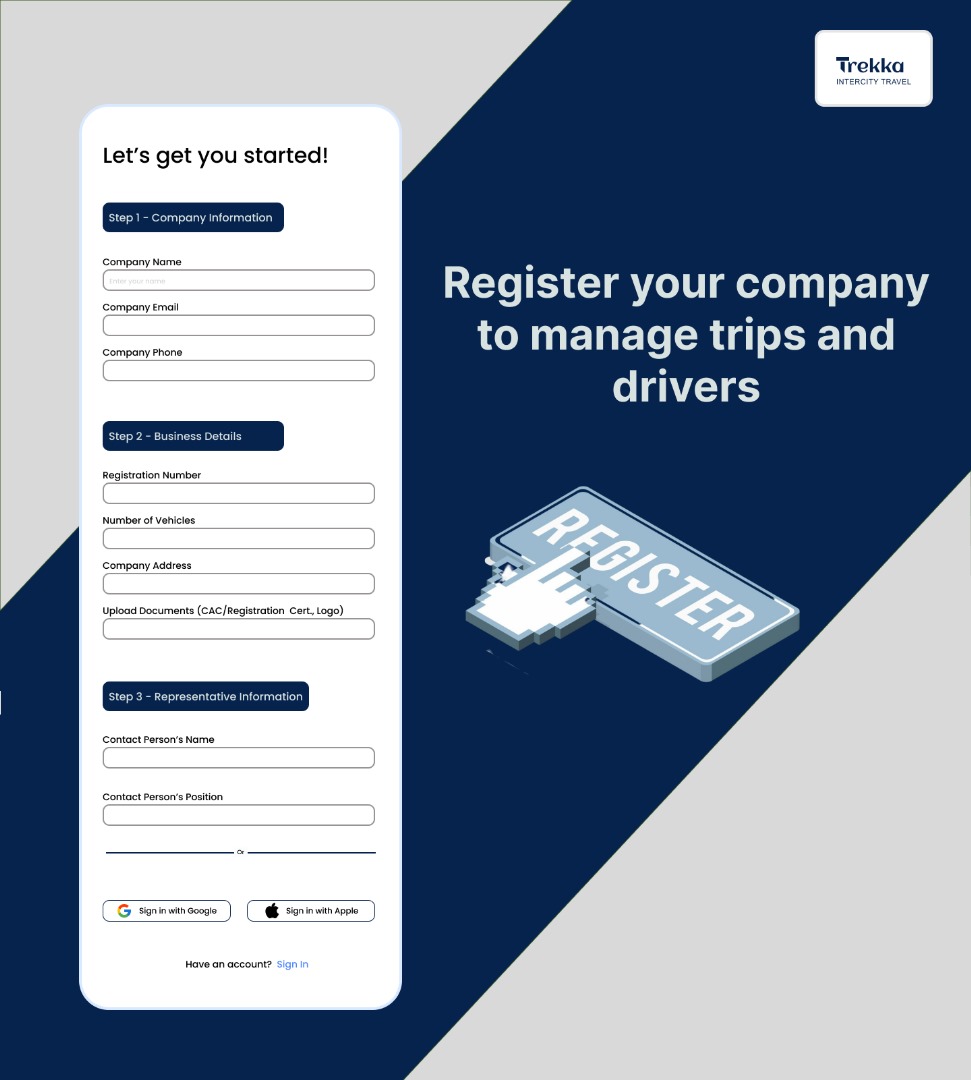 Trekka
INTERCITY TRAVEL
Let's get you started!
Step 1 - Company Information
Company Name
Enter your name
Company Email
Company Phone
Step 2 - Business Details
Registration Number
Number of Vehicles
Company Address
Upload Documents (CAC/Registration Cert., Logo)
Step 3 - Representative Information
Contact Person's Name
Contact Person's Position
Or
Sign in with Google
Sign in with Apple
Have an account? Sign In
Register your company
to manage trips and
drivers
REGISTER